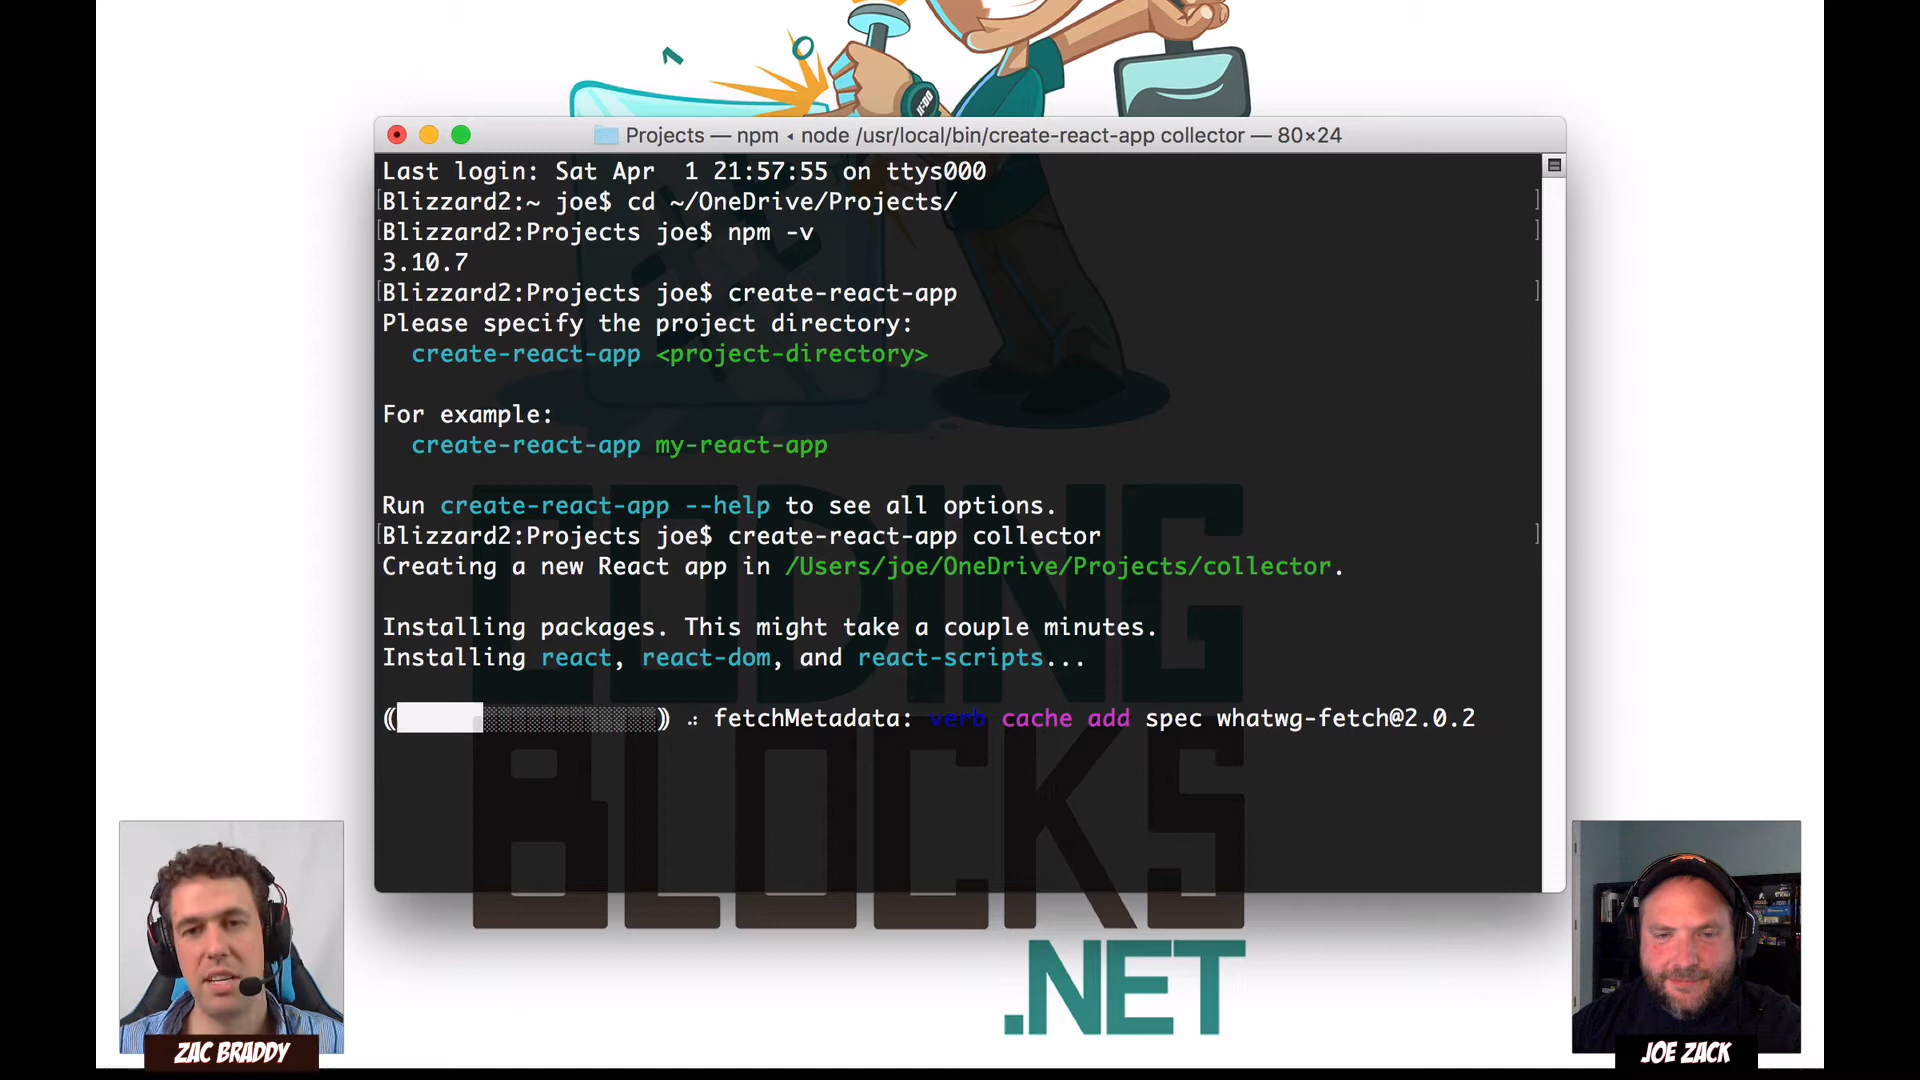 Projects — npm ◂ node /usr/local/bin/create-react-app collector — 80×24
Last login: Sat Apr  1 21:57:55 on ttys000
[Blizzard2:~ joe$ cd ~/OneDrive/Projects/ ]
[Blizzard2:Projects joe$ npm -v ]
3.10.7
[Blizzard2:Projects joe$ create-react-app ]
Please specify the project directory:
  create-react-app <project-directory>
For example:
  create-react-app my-react-app
Run create-react-app --help to see all options.
[Blizzard2:Projects joe$ create-react-app collector ]
Creating a new React app in /Users/joe/OneDrive/Projects/collector.
Installing packages. This might take a couple minutes.
Installing react, react-dom, and react-scripts...
fetchMetadata: verb cache add spec whatwg-fetch@2.0.2
CODING
BLOCKS
.NET
ZAC BRADDY
JOE ZACK